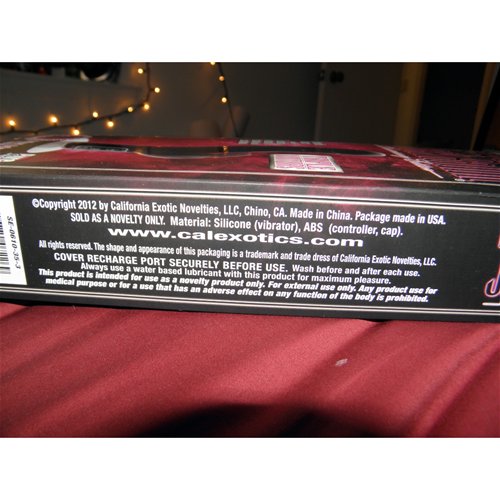 ©Copyright 2012 by California Exotic Novelties, LLC, Chino, CA. Made in China. Package made in USA.
SOLD AS A NOVELTY ONLY. Material: Silicone (vibrator), ABS (controller, cap).
www.calexotics.com
All rights reserved. The shape and appearance of this packaging is a trademark and trade dress of California Exotic Novelties, LLC.
COVER RECHARGE PORT SECURELY BEFORE USE. Wash before and after each use.
Always use a water based lubricant with this product for maximum pleasure.
This product is intended for use as a novelty product only. For external use only. Any product use for
medical purpose or for a use that has an adverse effect on any function of the body is prohibited.
SE-0610-35-3